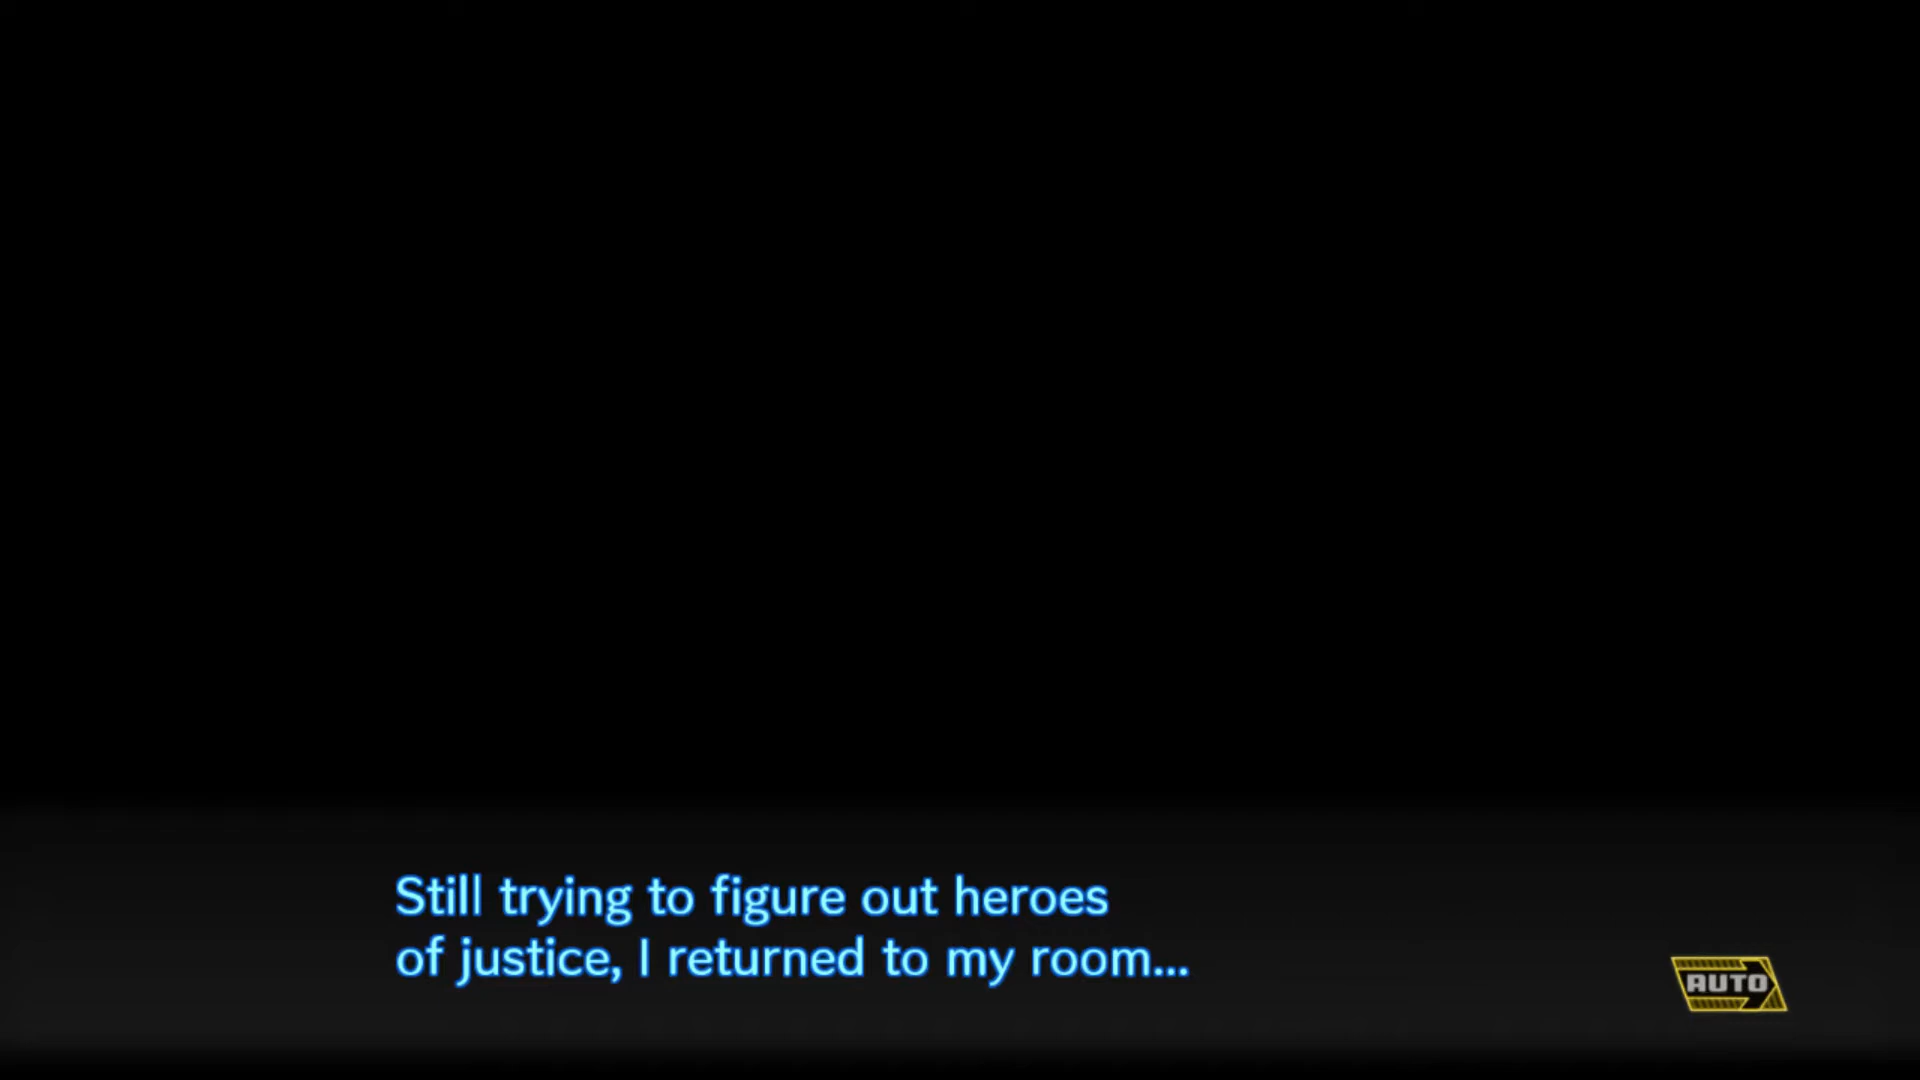 Still trying to figure out heroes
of justice, I returned to my room...
AUTO